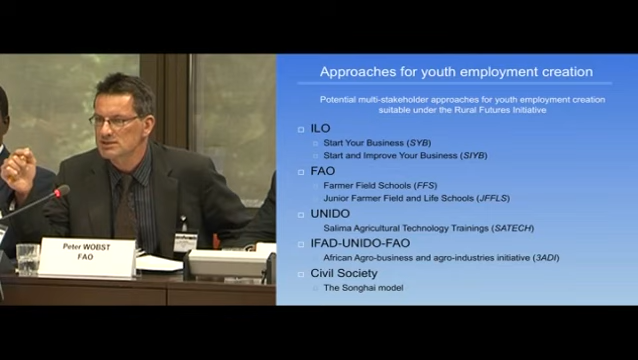 Approaches for youth employment creation
Potential multi-stakeholder approaches for youth employment creation
suitable under the Rural Futures Initiative
ILO
Start Your Business (SYB)
Start and Improve Your Business (SIYB)
FAO
Farmer Field Schools (FFS)
Junior Farmer Field and Life Schools (JFFLS)
UNIDO
Salima Agricultural Technology Trainings (SATECH)
IFAD-UNIDO-FAO
African Agro-business and agro-industries initiative (3ADI)
Civil Society
The Songhai model
Peter WOBST
FAO